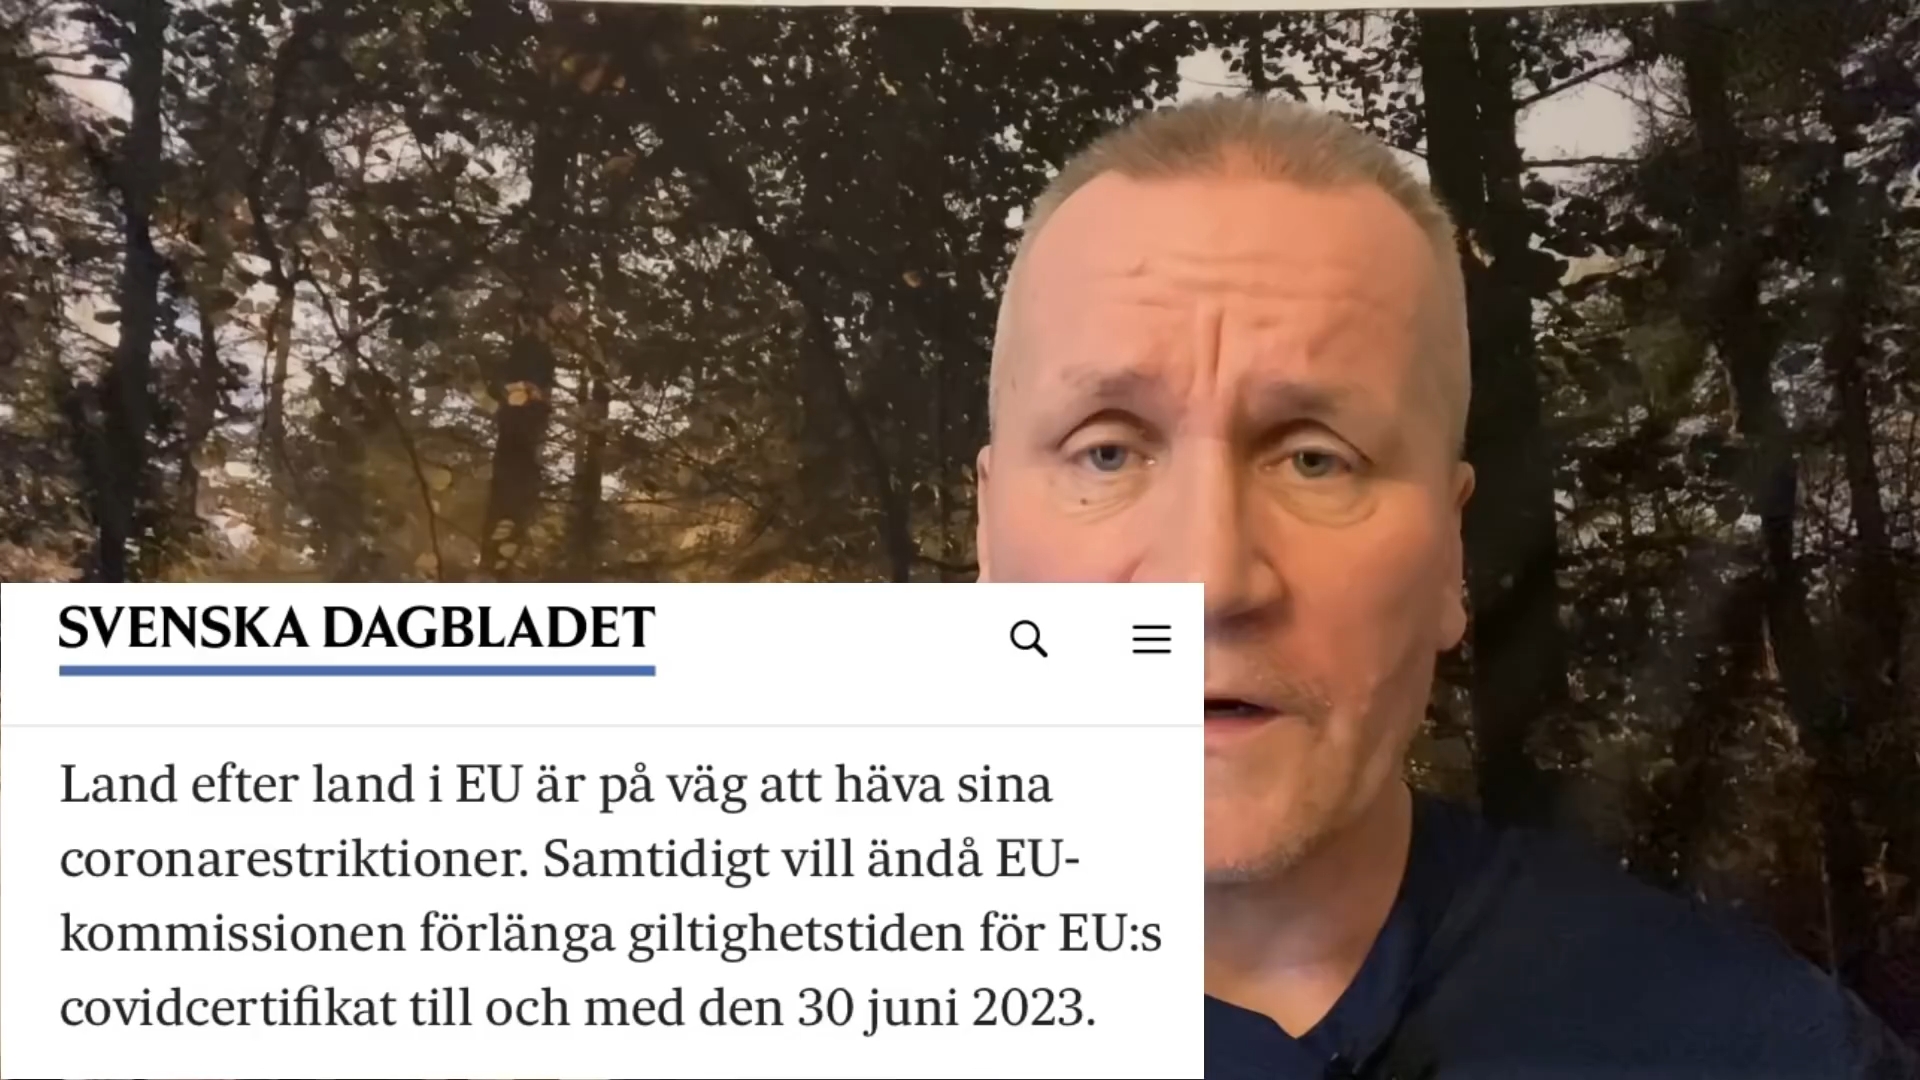 SVENSKA DAGBLADET
Land efter land i EU är på väg att häva sina
coronarestriktioner. Samtidigt vill ändå EU-
kommissionen förlänga giltighetstiden för EU:s
covidcertifikat till och med den 30 juni 2023.